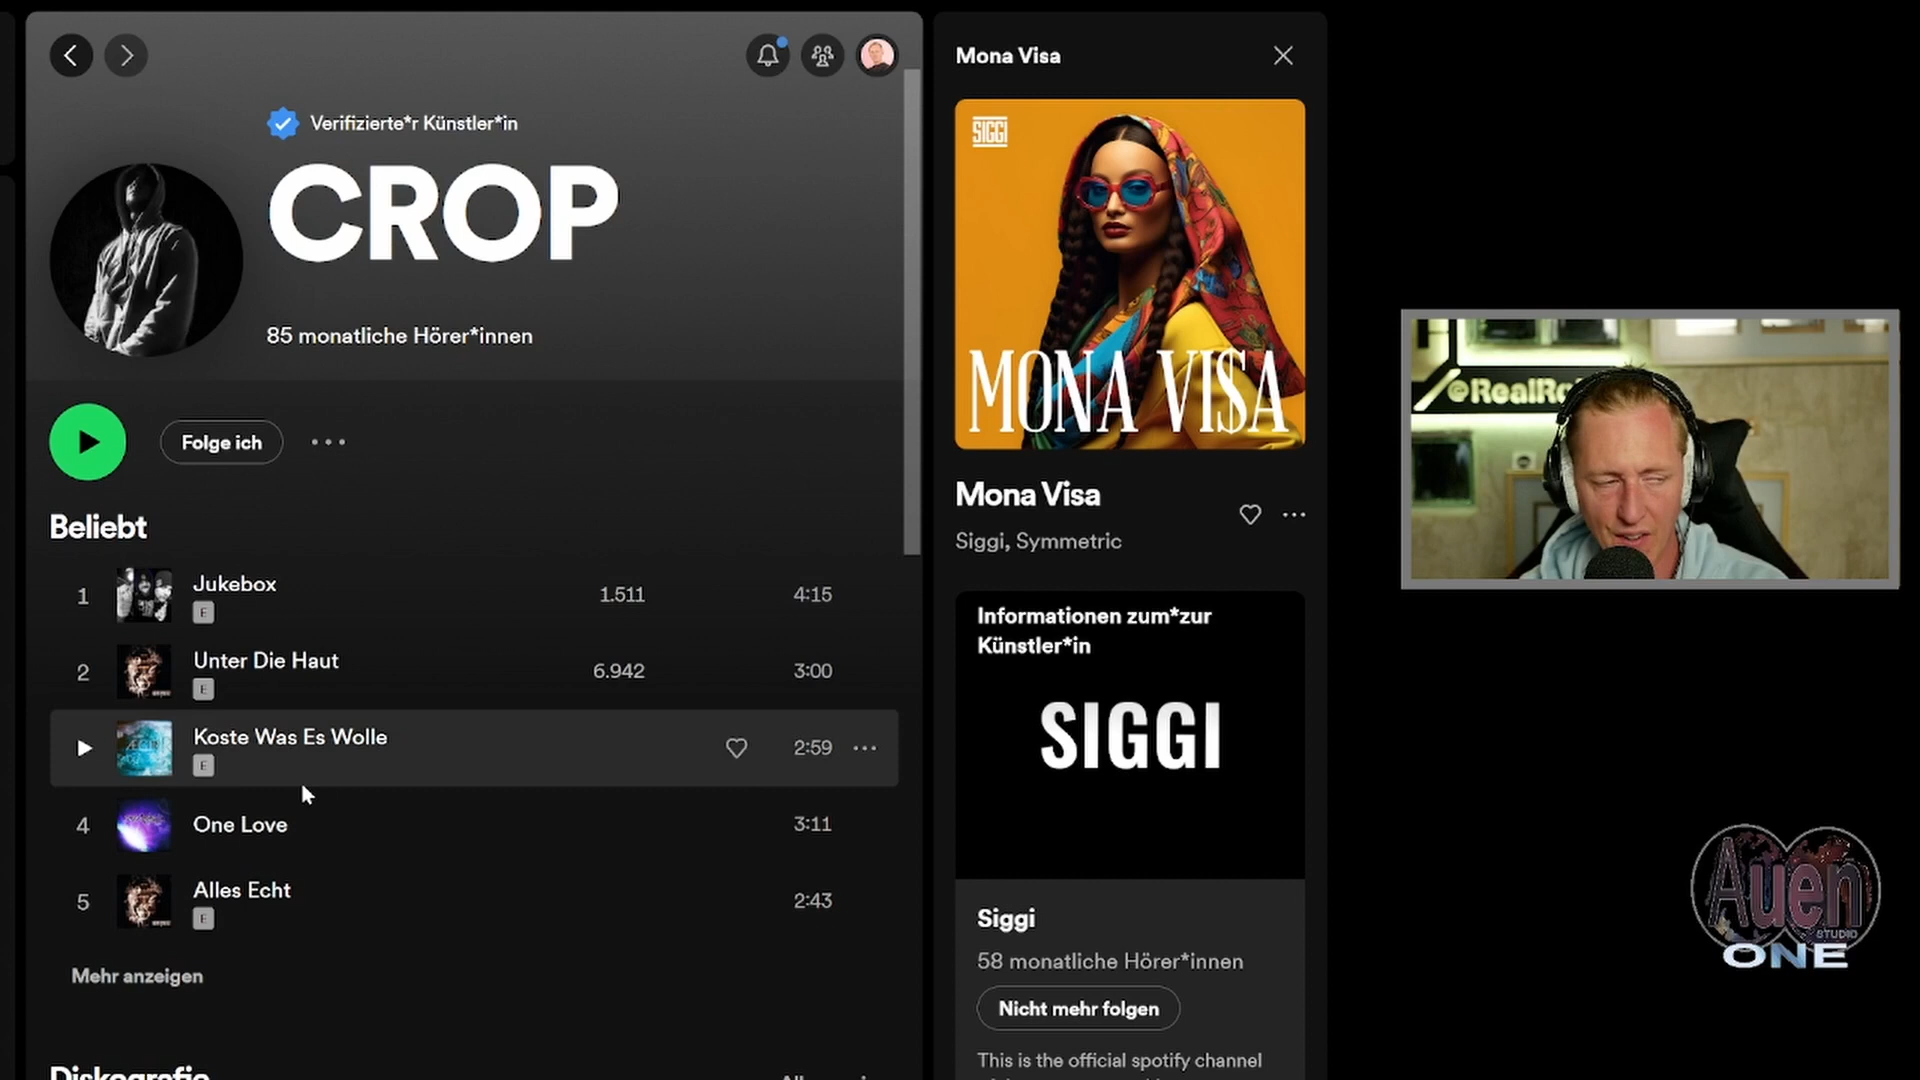 Verifizierte*r Künstler*in
CROP
85 monatliche Hörer*innen
Folge ich
Beliebt
1
Jukebox
E
1.511
4:15
2
Unter Die Haut
E
6.942
3:00
Koste Was Es Wolle
E
2:59
4
One Love
3:11
5
Alles Echt
E
2:43
Mehr anzeigen
Diskografie
Mona Visa
SIGGI
MONA VI$A
Mona Visa
Siggi, Symmetric
Informationen zum*zur
Künstler*in
SIGGI
Siggi
58 monatliche Hörer*innen
Nicht mehr folgen
This is the official spotify channel
Auen
STUDIO
ONE